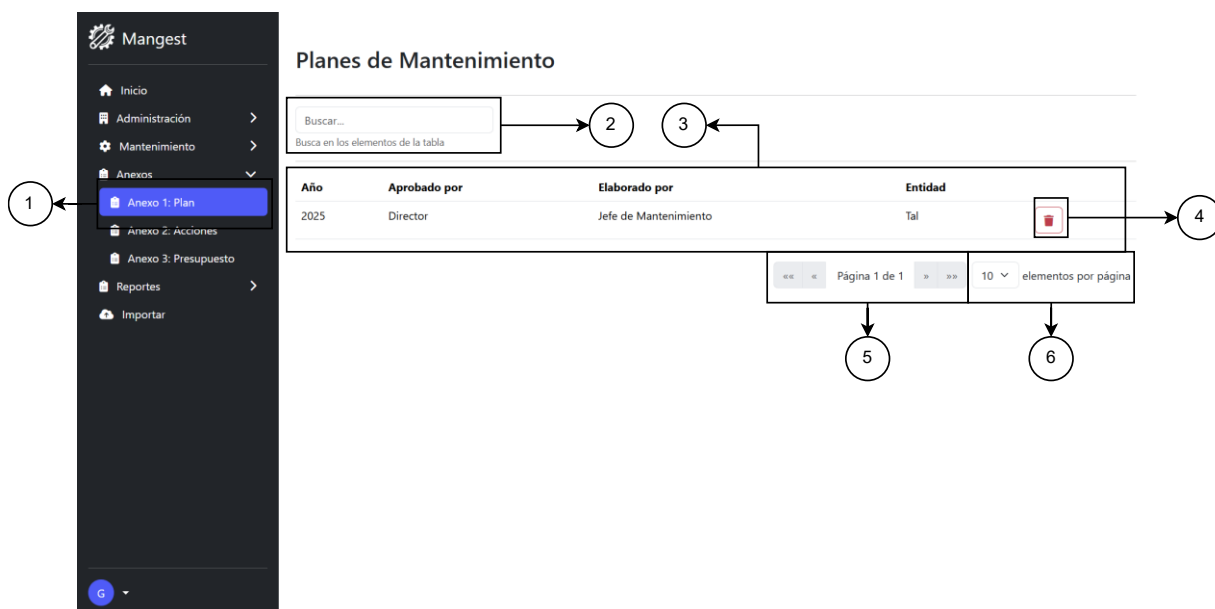 Mangest
Inicio
Administración
Mantenimiento
Anexos
Anexo 1: Plan
Anexo 2: Acciones
Anexo 3: Presupuesto
Reportes
Importar
G
1
Planes de Mantenimiento
Buscar...
Busca en los elementos de la tabla
2
3
Año Aprobado por Elaborado por Entidad
2025 Director Jefe de Mantenimiento Tal
4
«« « Página 1 de 1 » »» 10 elementos por página
5
6